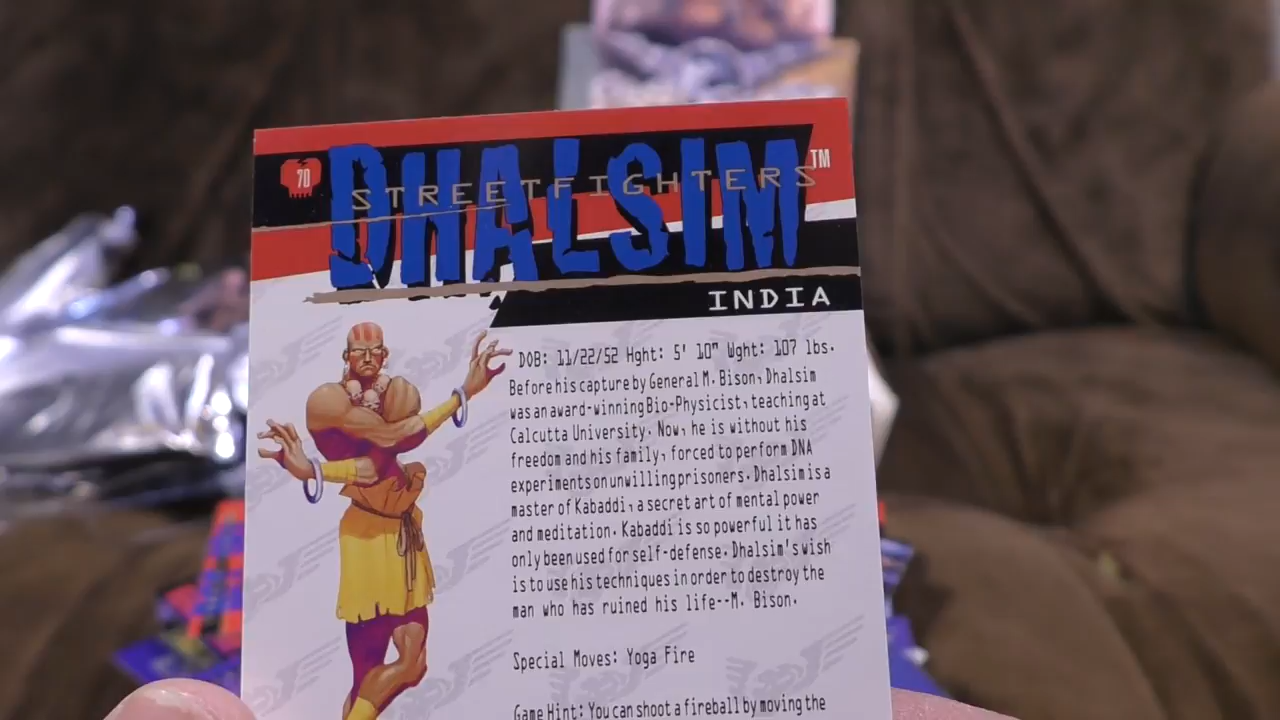 70
DHALSIM
STREETFIGHTERS™
INDIA
DOB: 11/22/52 Hght: 5' 10" Wght: 107 lbs.
Before his capture by General M. Bison, Dhalsim
was an award-winning Bio-Physicist, teaching at
Calcutta University. Now, he is without his
freedom and his family, forced to perform DNA
experiments on unwilling prisoners. Dhalsim is a
master of Kabaddi, a secret art of mental power
and meditation. Kabaddi is so powerful it has
only been used for self-defense. Dhalsim's wish
is to use his techniques in order to destroy the
man who has ruined his life--M. Bison.
Special Moves: Yoga Fire
Game Hint: You can shoot a fireball by moving the